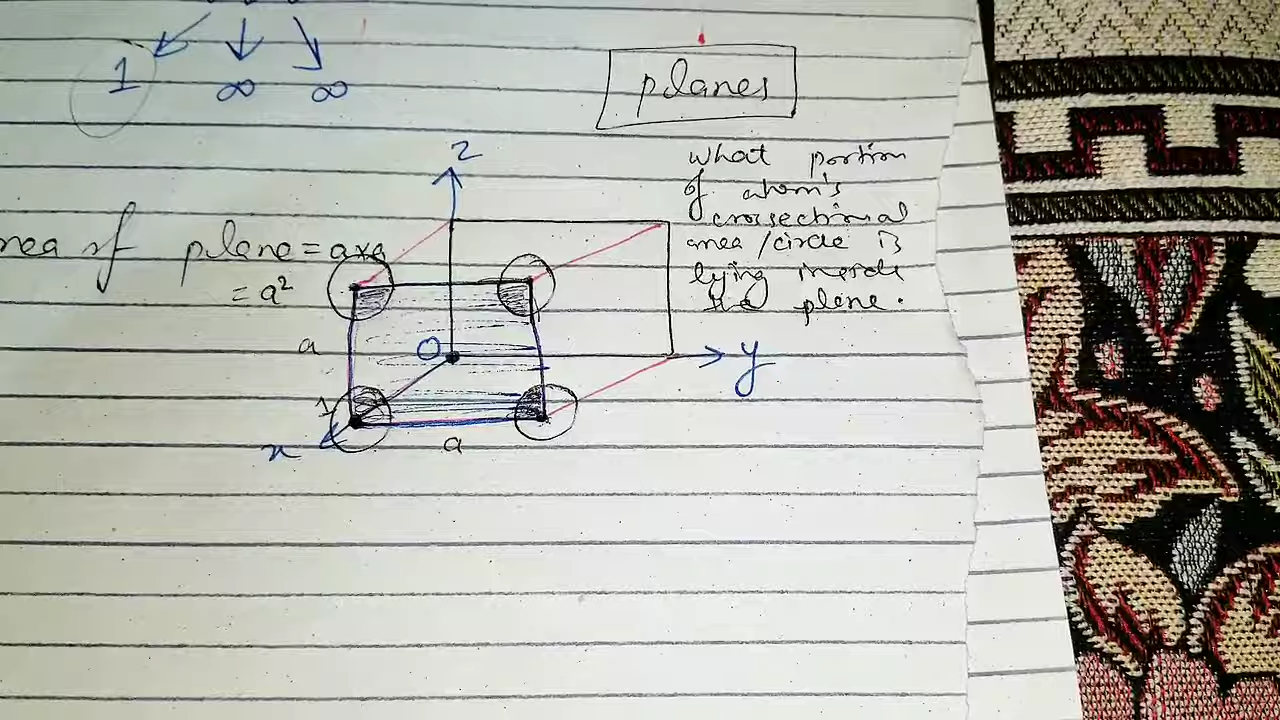 1 ∞ ∞
planes
z
what portion
of atom's
crossectional
area/circle is
lying inside
the plane.
rea of plane = a×a
= a²
a
O
y
1
x
a